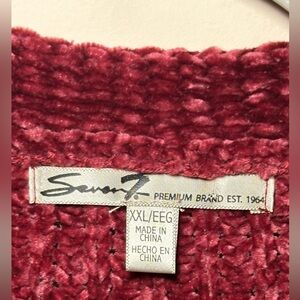 Seven7. PREMIUM BRAND EST. 1964
XXL/EEG
MADE IN
CHINA
HECHO EN
CHINA